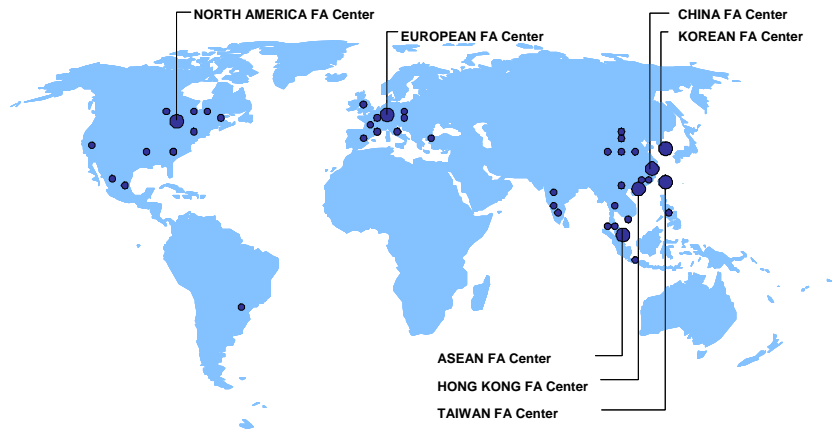 NORTH AMERICA FA Center
CHINA FA Center
EUROPEAN FA Center
KOREAN FA Center
ASEAN FA Center
HONG KONG FA Center
TAIWAN FA Center